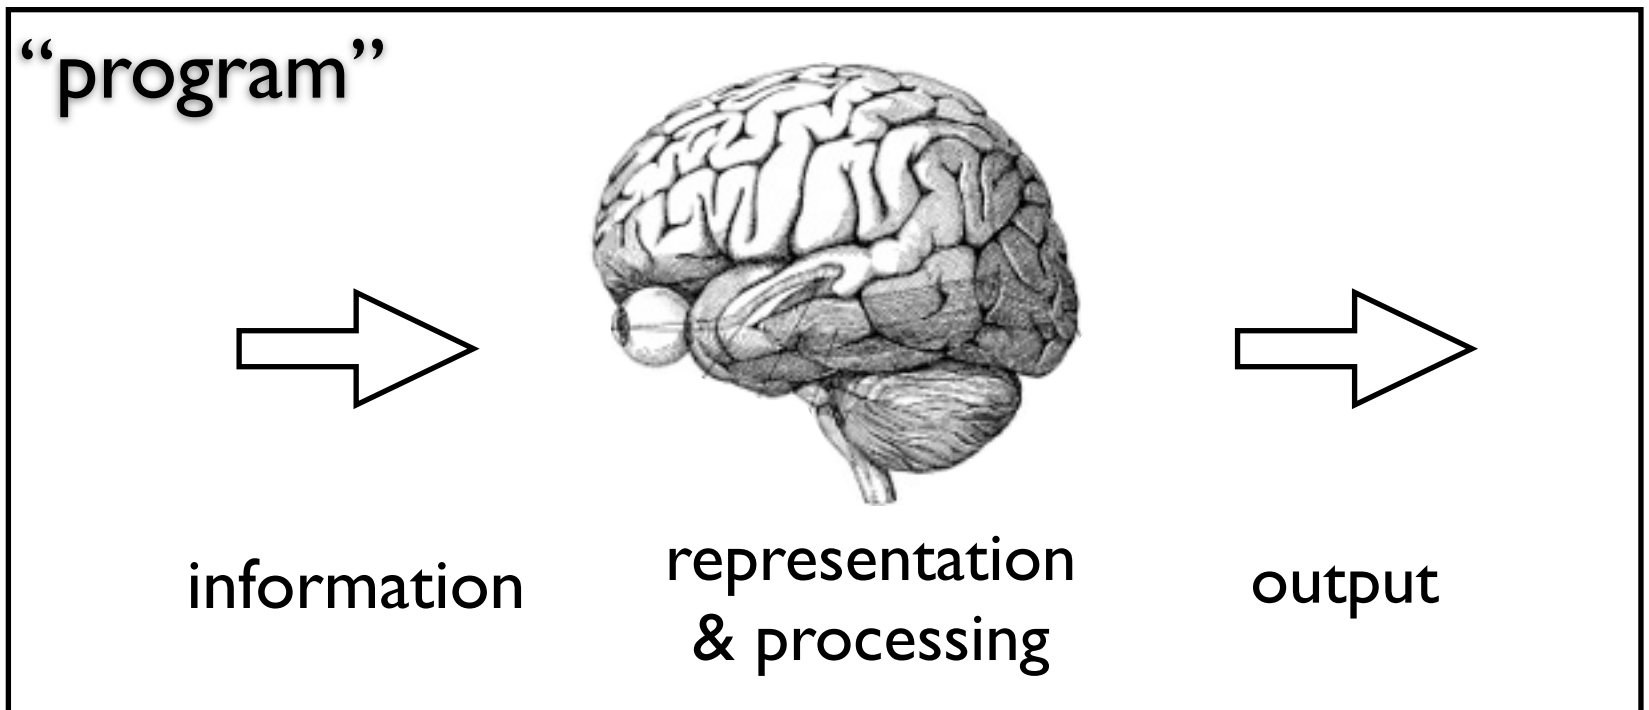 “program”
information
representation
& processing
output